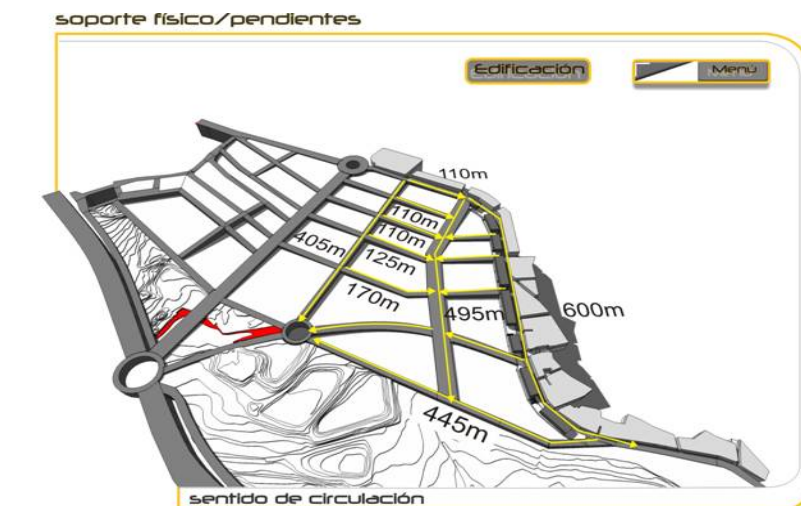 soporte físico/pendientes
Edificación
Menú
110m
110m
110m
405m
125m
170m
495m
600m
445m
sentido de circulación